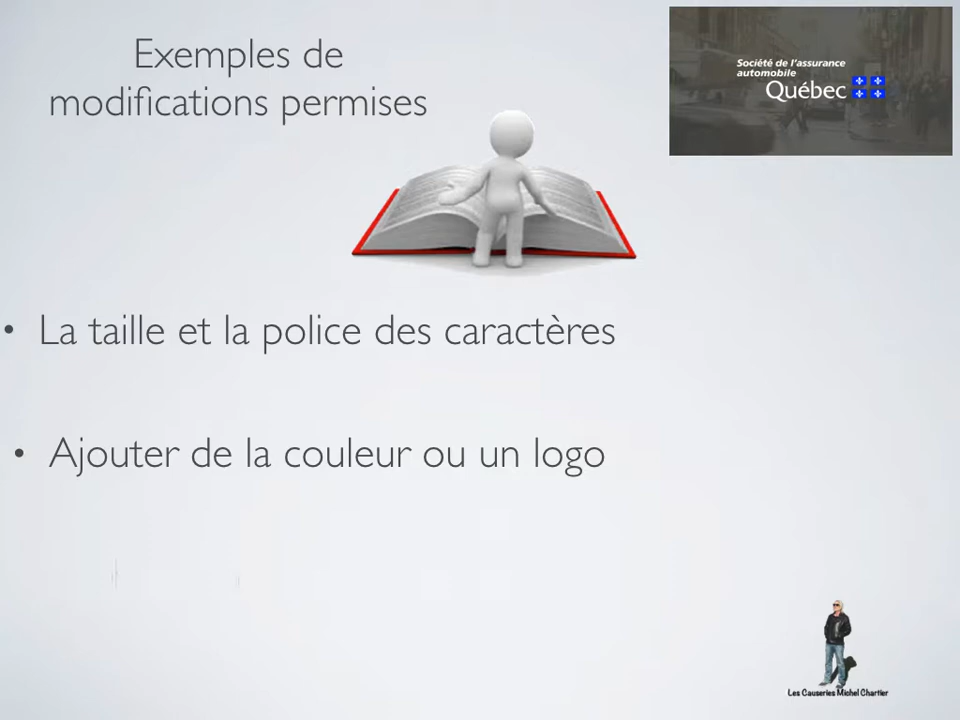 Exemples de
modifications permises
Société de l'assurance
automobile
Québec
• La taille et la police des caractères
• Ajouter de la couleur ou un logo
Les Causeries Michel Chartier